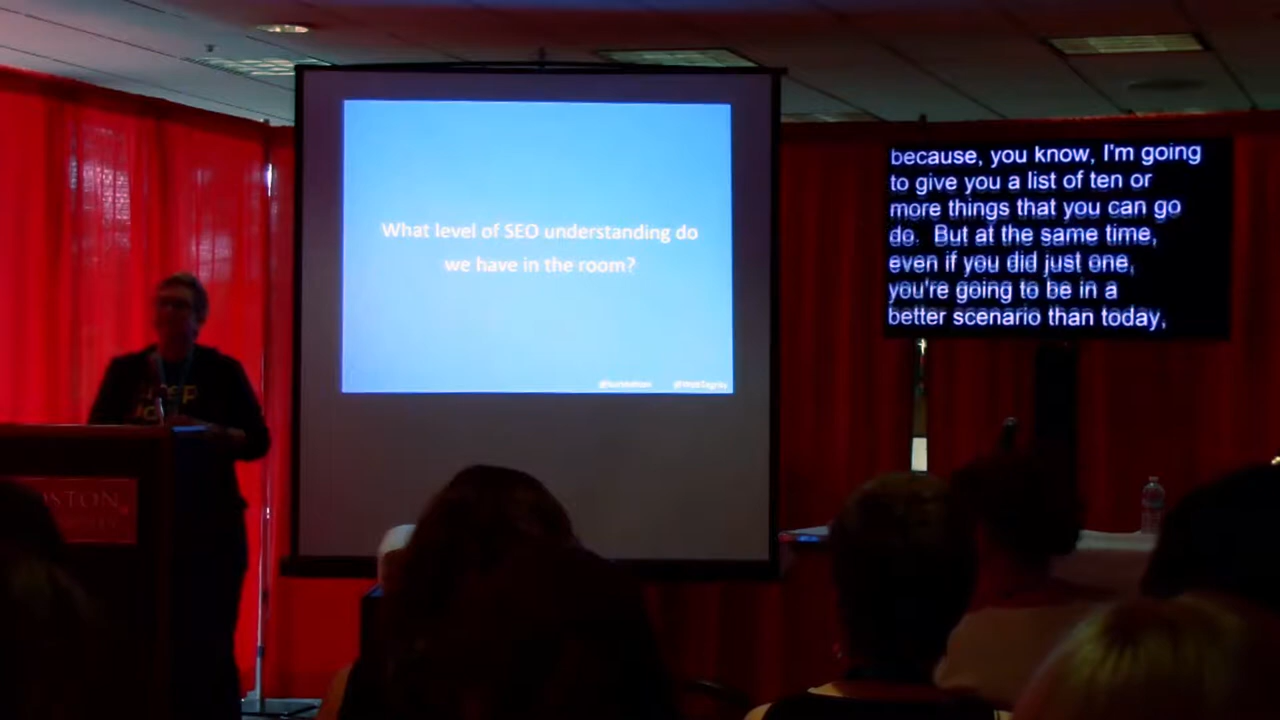 What level of SEO understanding do
we have in the room?
because, you know, I'm going
to give you a list of ten or
more things that you can go
do. But at the same time,
even if you did just one,
you're going to be in a
better scenario than today,